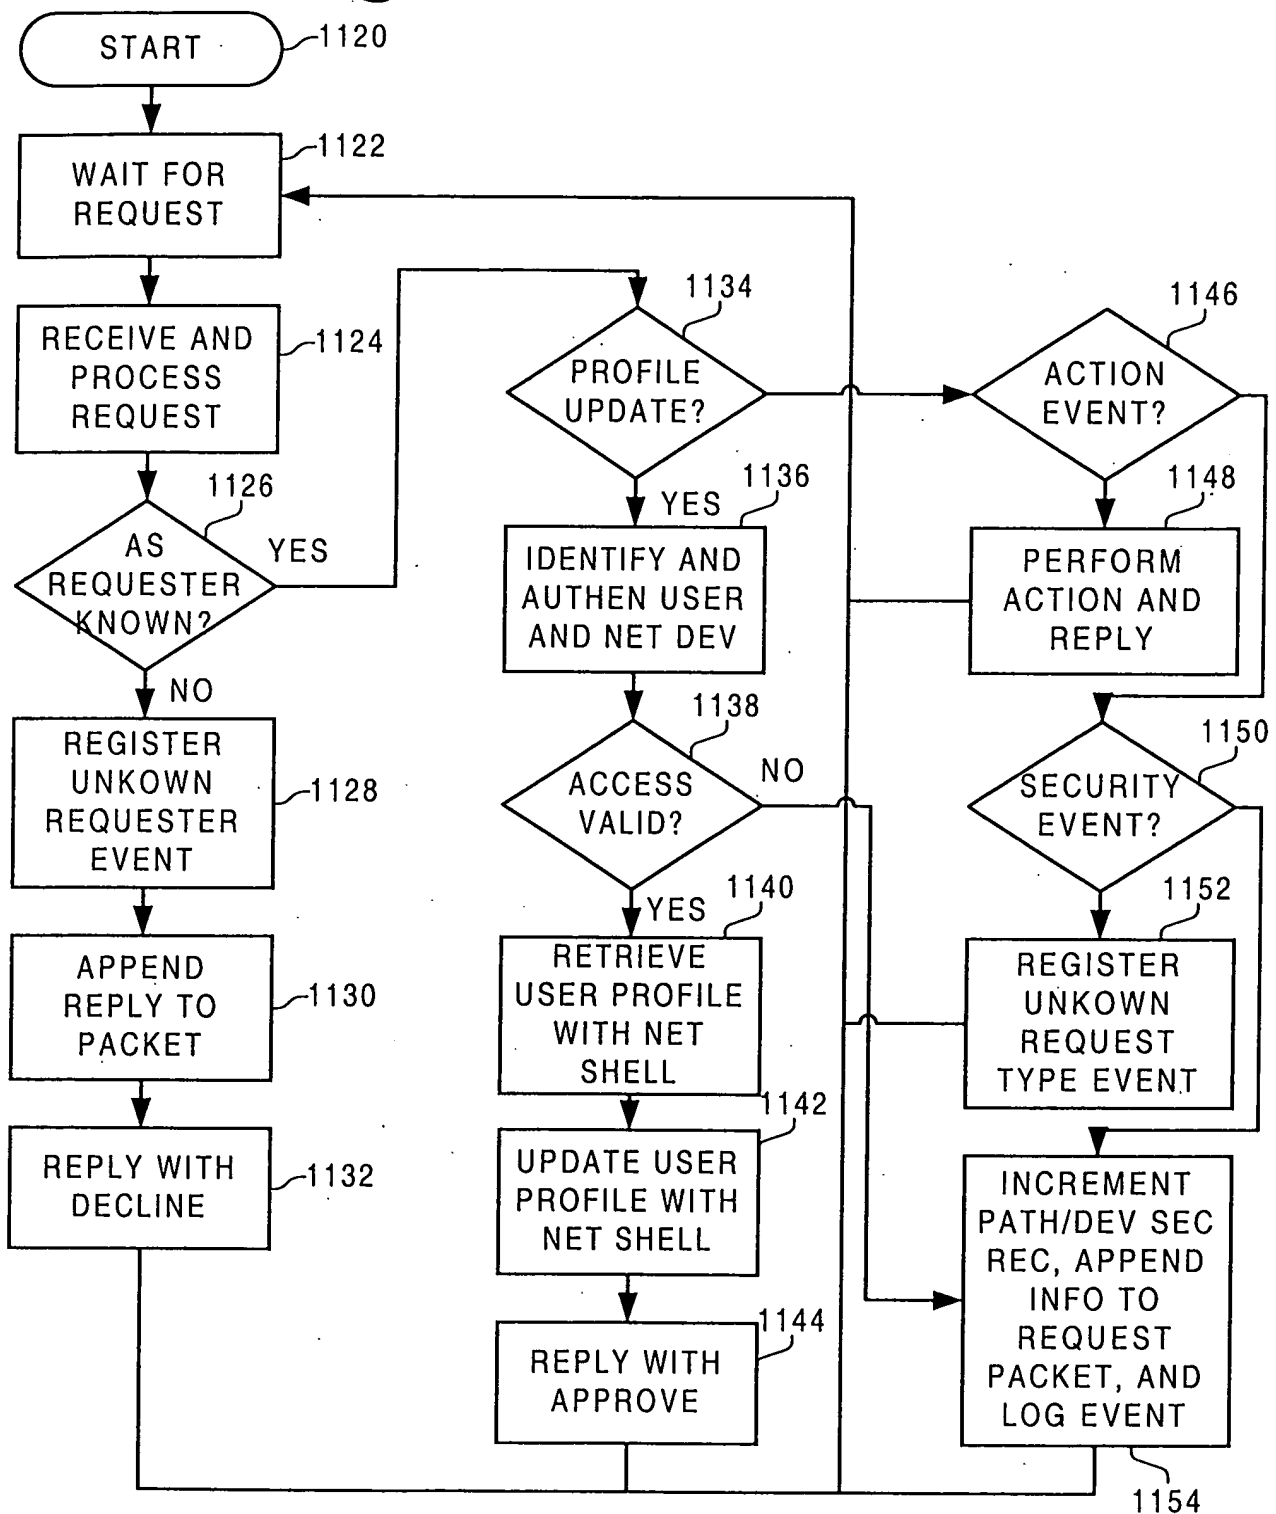 START
1120
WAIT FOR
REQUEST
1122
RECEIVE AND
PROCESS
REQUEST
1124
AS
REQUESTER
KNOWN?
1126
YES
NO
REGISTER
UNKOWN
REQUESTER
EVENT
1128
APPEND
REPLY TO
PACKET
1130
REPLY WITH
DECLINE
1132
PROFILE
UPDATE?
1134
YES
IDENTIFY AND
AUTHEN USER
AND NET DEV
1136
ACCESS
VALID?
1138
NO
YES
RETRIEVE
USER PROFILE
WITH NET
SHELL
1140
UPDATE USER
PROFILE WITH
NET SHELL
1142
REPLY WITH
APPROVE
1144
ACTION
EVENT?
1146
PERFORM
ACTION AND
REPLY
1148
SECURITY
EVENT?
1150
REGISTER
UNKOWN
REQUEST
TYPE EVENT
1152
INCREMENT
PATH/DEV SEC
REC, APPEND
INFO TO
REQUEST
PACKET, AND
LOG EVENT
1154